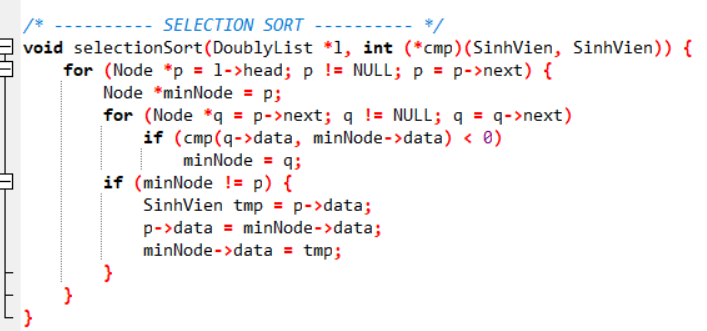 /* ---------- SELECTION SORT ---------- */
void selectionSort(DoublyList *l, int (*cmp)(SinhVien, SinhVien)) {
    for (Node *p = l->head; p != NULL; p = p->next) {
        Node *minNode = p;
        for (Node *q = p->next; q != NULL; q = q->next)
            if (cmp(q->data, minNode->data) < 0)
                minNode = q;
        if (minNode != p) {
            SinhVien tmp = p->data;
            p->data = minNode->data;
            minNode->data = tmp;
        }
    }
}